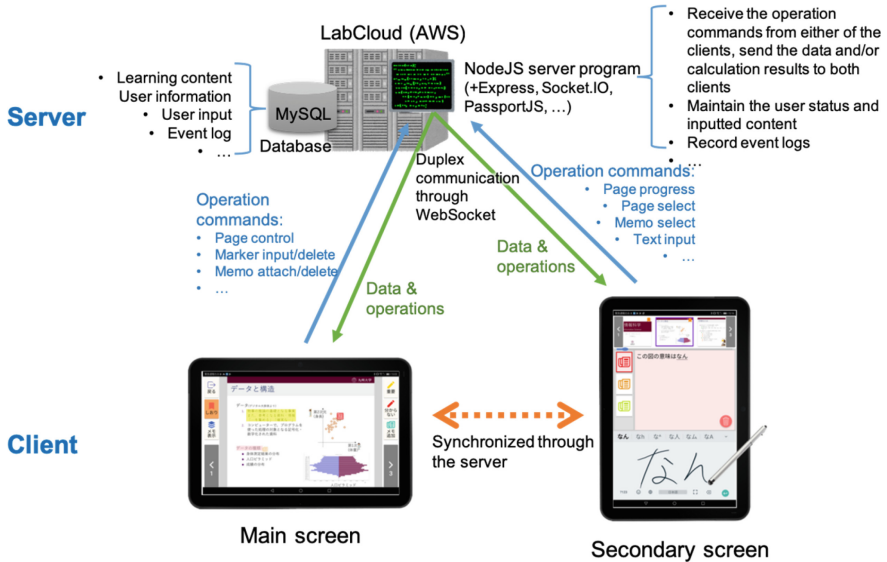 LabCloud (AWS)
• Learning content
User information
• User input
• Event log
• …
MySQL
Database
NodeJS server program
(+Express, Socket.IO,
PassportJS, …)
• Receive the operation
commands from either of the
clients, send the data and/or
calculation results to both
clients
• Maintain the user status and
inputted content
• Record event logs
• …
Server
Duplex
communication
through
WebSocket
Operation
commands:
• Page control
• Marker input/delete
• Memo attach/delete
• …
Operation commands:
• Page progress
• Page select
• Memo select
• Text input
• …
Data &
operations
Data &
operations
Client
データと構造
1
3
Synchronized through
the server
この図の意味はなん
なん
なん
Main screen
Secondary screen